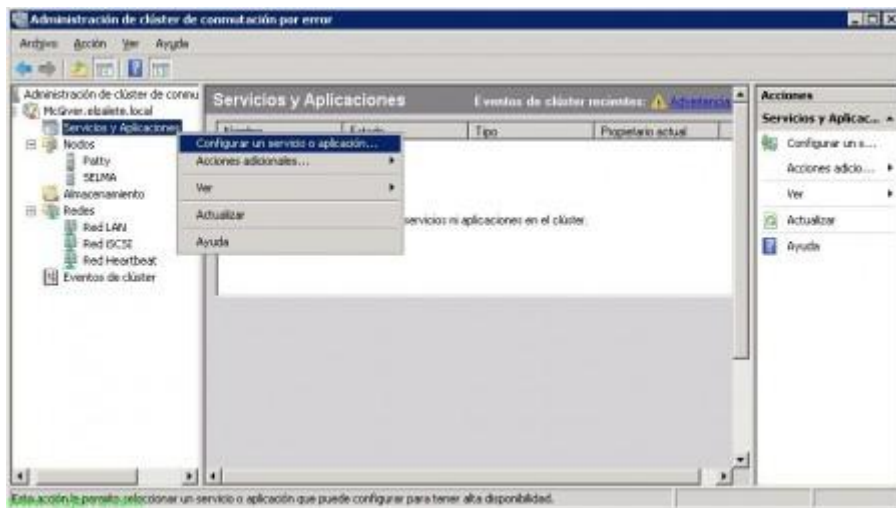 Administración de clúster de conmutación por error
Archivo Acción Ver Ayuda
Administración de clúster de conmu
McGiver.elpaleto.local
Servicios y Aplicaciones
Nodos
Patty
SELMA
Almacenamiento
Redes
Red LAN
Red iSCSI
Red Heartbeat
Eventos de clúster
Servicios y Aplicaciones
Eventos de clúster recientes: Advertencia
Nombre Estado Tipo Propietario actual
servicios ni aplicaciones en el clúster.
Configurar un servicio o aplicación...
Acciones adicionales...
Ver
Actualizar
Ayuda
Acciones
Servicios y Aplicac...
Configurar un s...
Acciones adicio...
Ver
Actualizar
Ayuda
Esta acción le permite seleccionar un servicio o aplicación que puede configurar para tener alta disponibilidad.